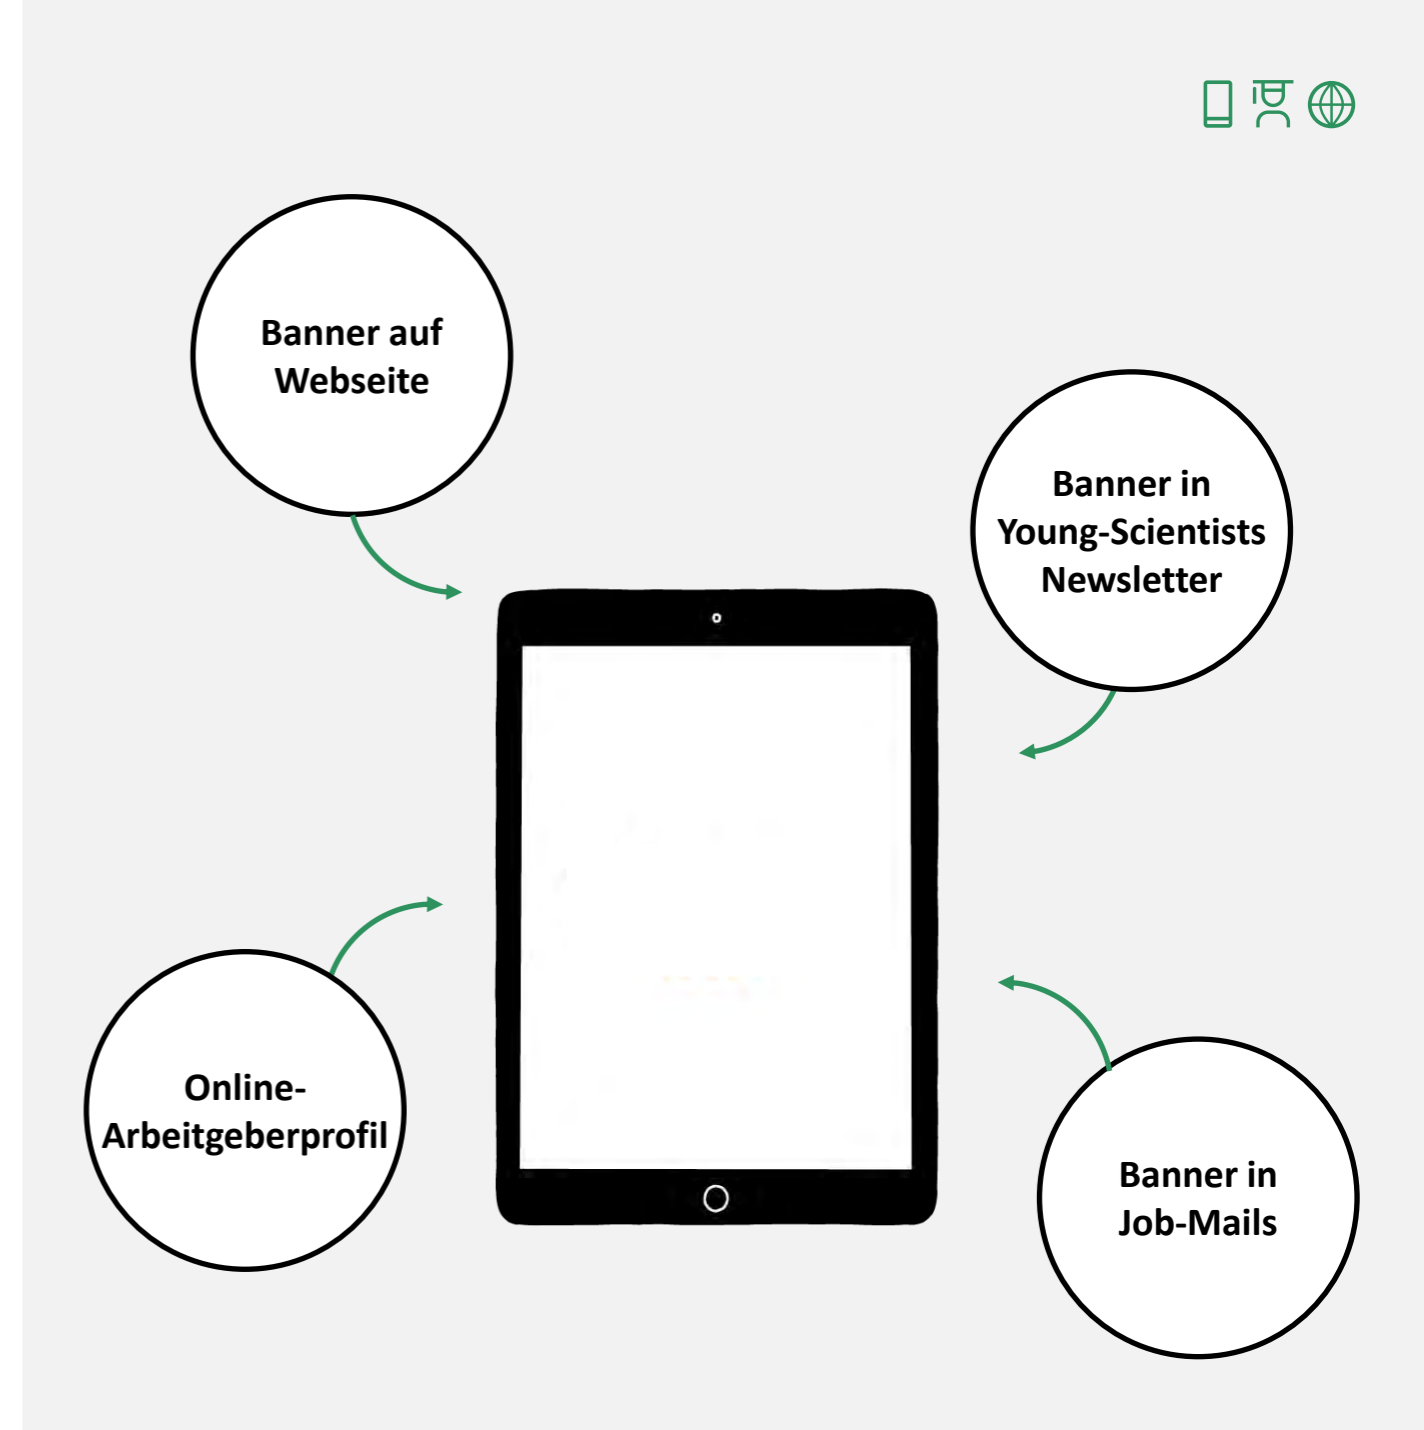 Banner auf
Webseite
Banner in
Young-Scientists
Newsletter
Online-
Arbeitgeberprofil
Banner in
Job-Mails